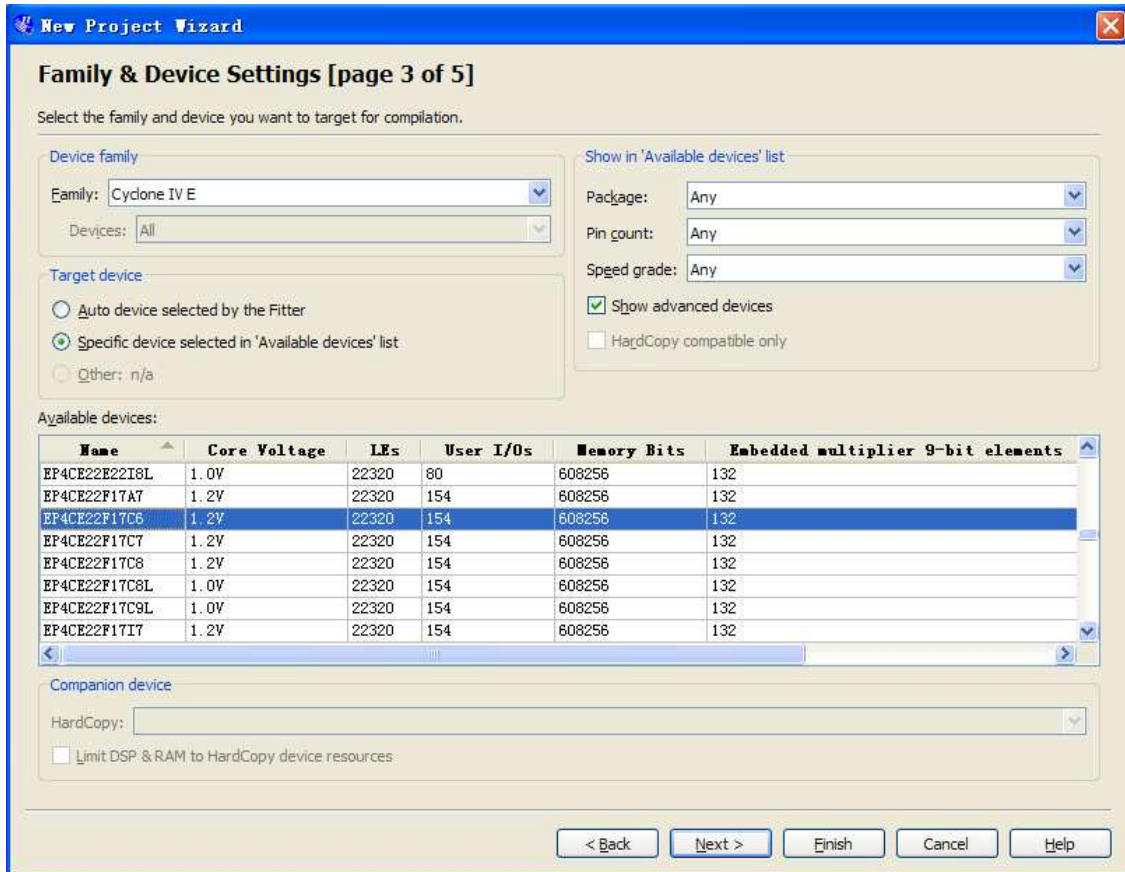 New Project Wizard
Family & Device Settings [page 3 of 5]
Select the family and device you want to target for compilation.
Device family
Family: Cyclone IV E
Devices: All
Show in 'Available devices' list
Package: Any
Pin count: Any
Speed grade: Any
Show advanced devices
HardCopy compatible only
Target device
Auto device selected by the Fitter
Specific device selected in 'Available devices' list
Other: n/a
Available devices:
Name Core Voltage LEs User I/Os Memory Bits Embedded multiplier 9-bit elements
EP4CE22E22I8L 1.0V 22320 80 608256 132
EP4CE22F17A7 1.2V 22320 154 608256 132
EP4CE22F17C6 1.2V 22320 154 608256 132
EP4CE22F17C7 1.2V 22320 154 608256 132
EP4CE22F17C8 1.2V 22320 154 608256 132
EP4CE22F17C8L 1.0V 22320 154 608256 132
EP4CE22F17C9L 1.0V 22320 154 608256 132
EP4CE22F17I7 1.2V 22320 154 608256 132
Companion device
HardCopy:
Limit DSP & RAM to HardCopy device resources
< Back Next > Finish Cancel Help